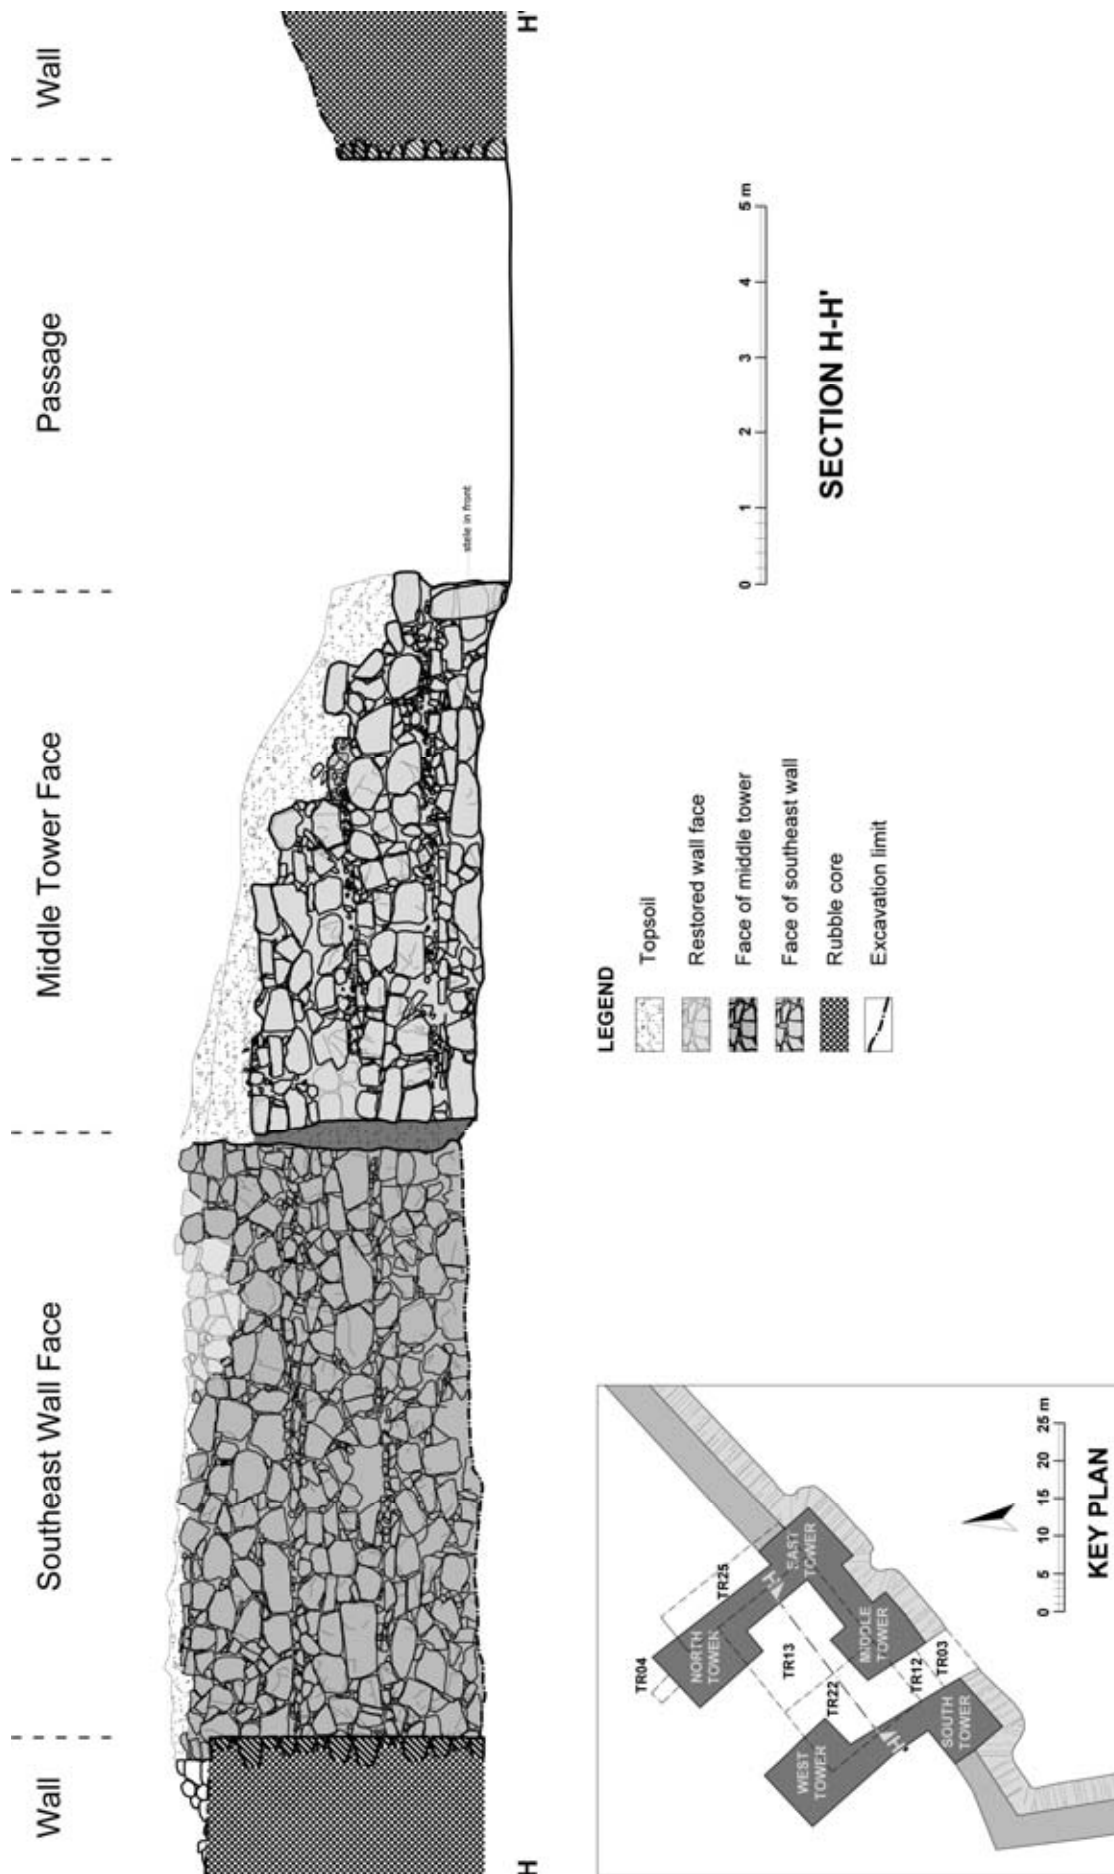 Wall
Southeast Wall Face
Middle Tower Face
Passage
Wall
stele in front
H
H'
LEGEND
Topsoil
Restored wall face
Face of middle tower
Face of southeast wall
Rubble core
Excavation limit
0 1 2 3 4 5 m
SECTION H-H'
TR04
TR25
NORTH
TOWER
H
EAST
TOWER
TR13
TR22
WEST
TOWER
MIDDLE
TOWER
H'
TR12
TR03
SOUTH
TOWER
0 5 10 15 20 25 m
KEY PLAN